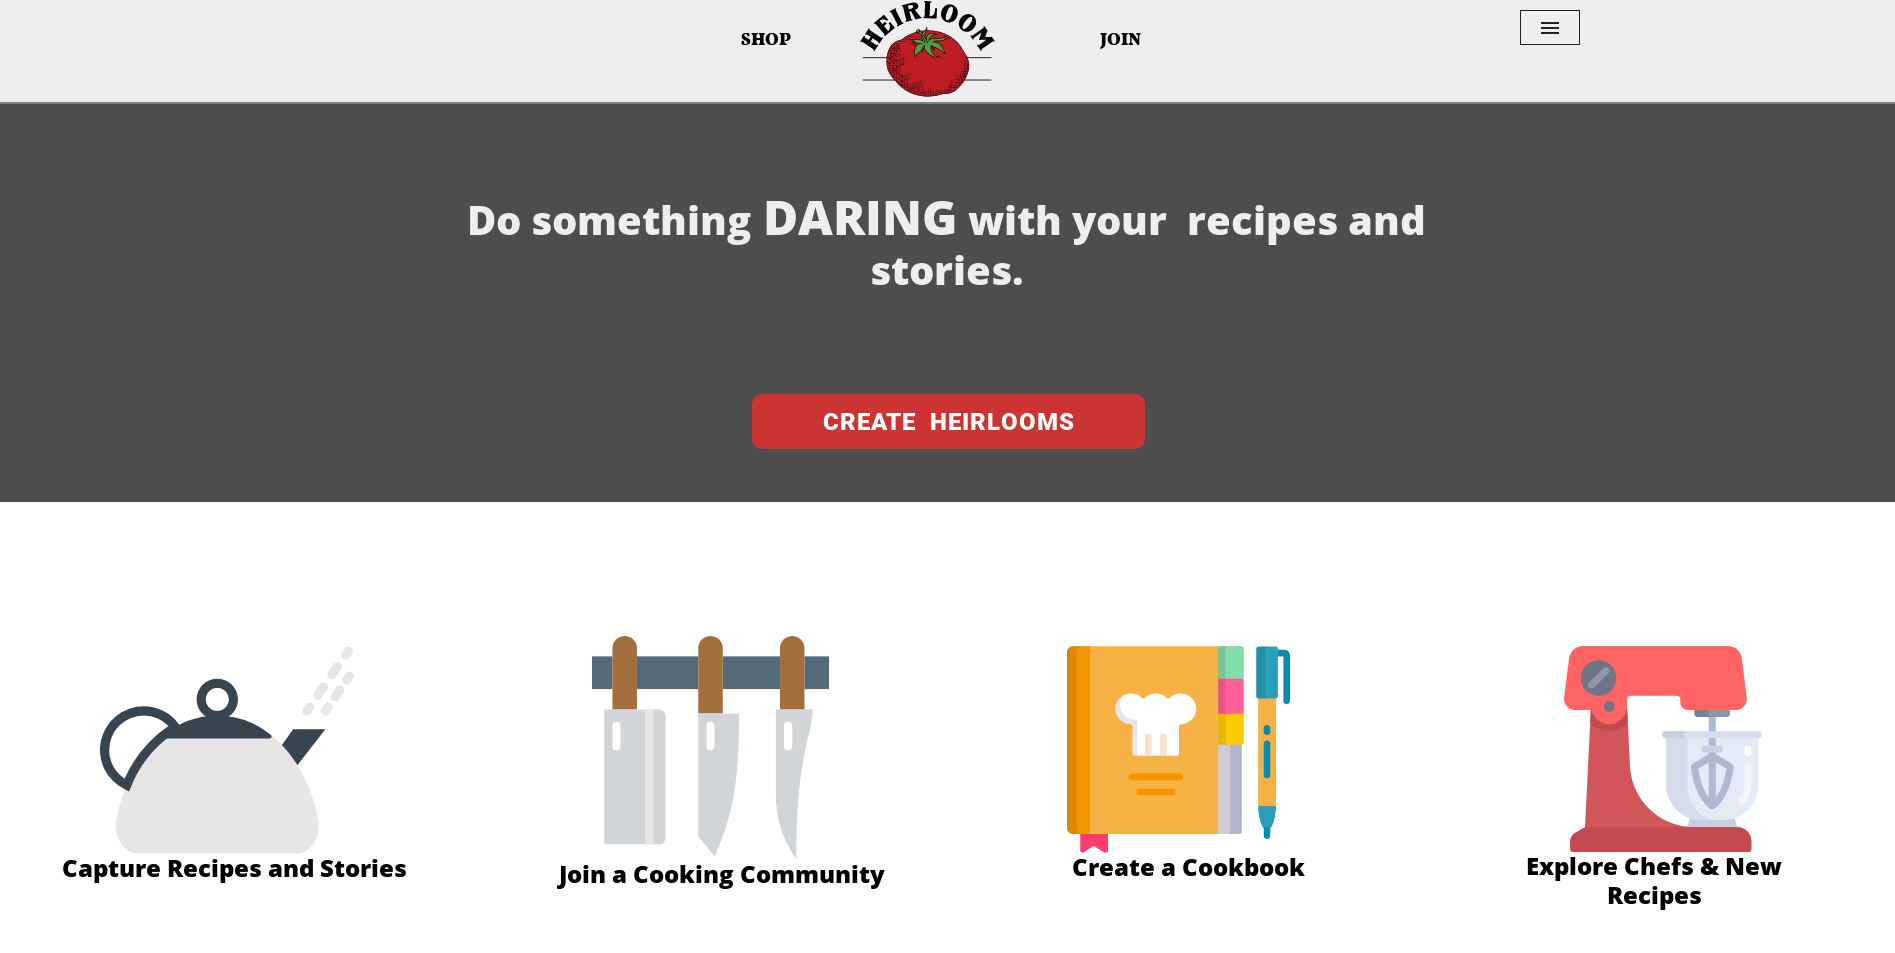 SHOP
HEIRLOOM
JOIN
Do something DARING with your recipes and
stories.
CREATE HEIRLOOMS
Capture Recipes and Stories
Join a Cooking Community
Create a Cookbook
Explore Chefs & New
Recipes